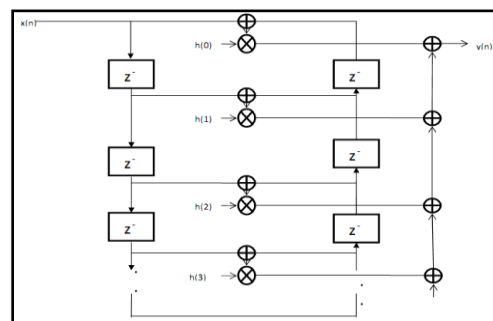 x(n)
h(0)
y(n)
Z⁻
Z⁻
h(1)
Z⁻
Z⁻
h(2)
Z⁻
Z⁻
h(3)